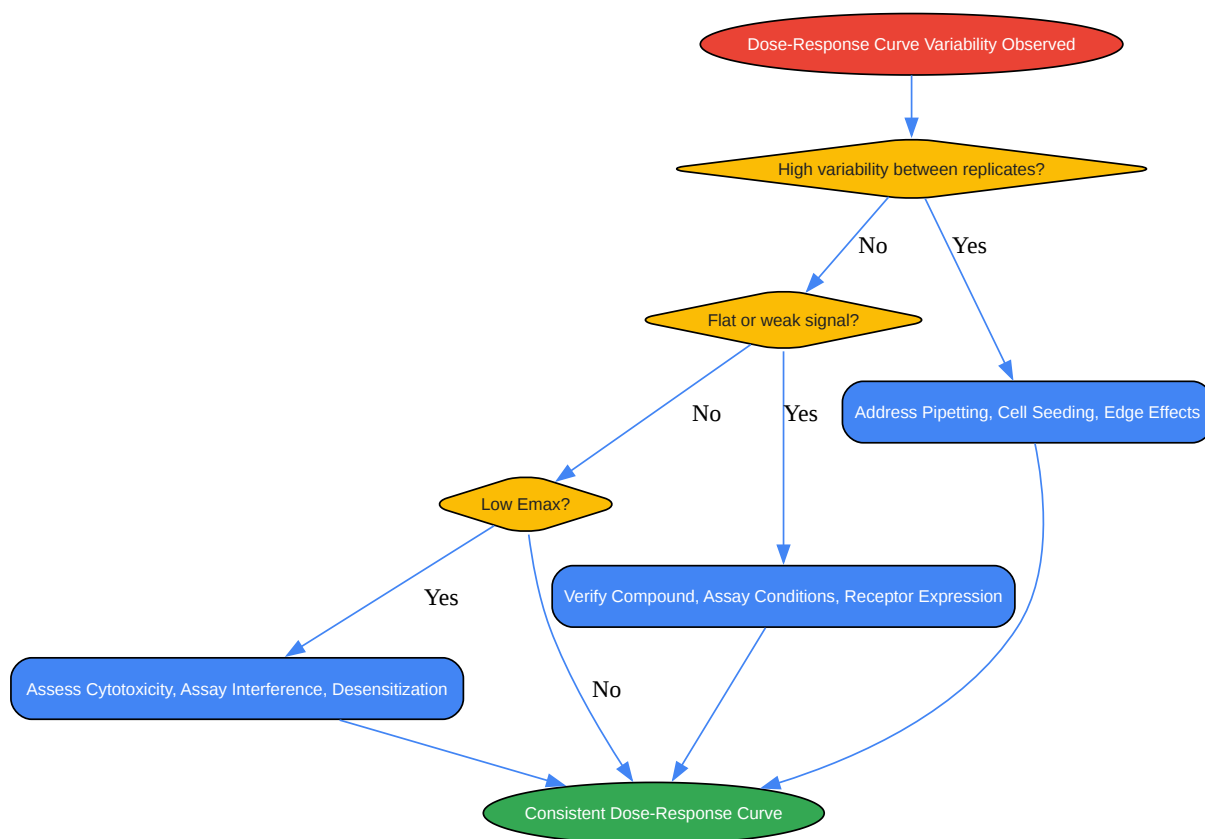 Dose-Response Curve Variability Observed
High variability between replicates?
No
Yes
Flat or weak signal?
No
Yes
Address Pipetting, Cell Seeding, Edge Effects
Low Emax?
Yes
Verify Compound, Assay Conditions, Receptor Expression
Assess Cytotoxicity, Assay Interference, Desensitization
No
Consistent Dose-Response Curve